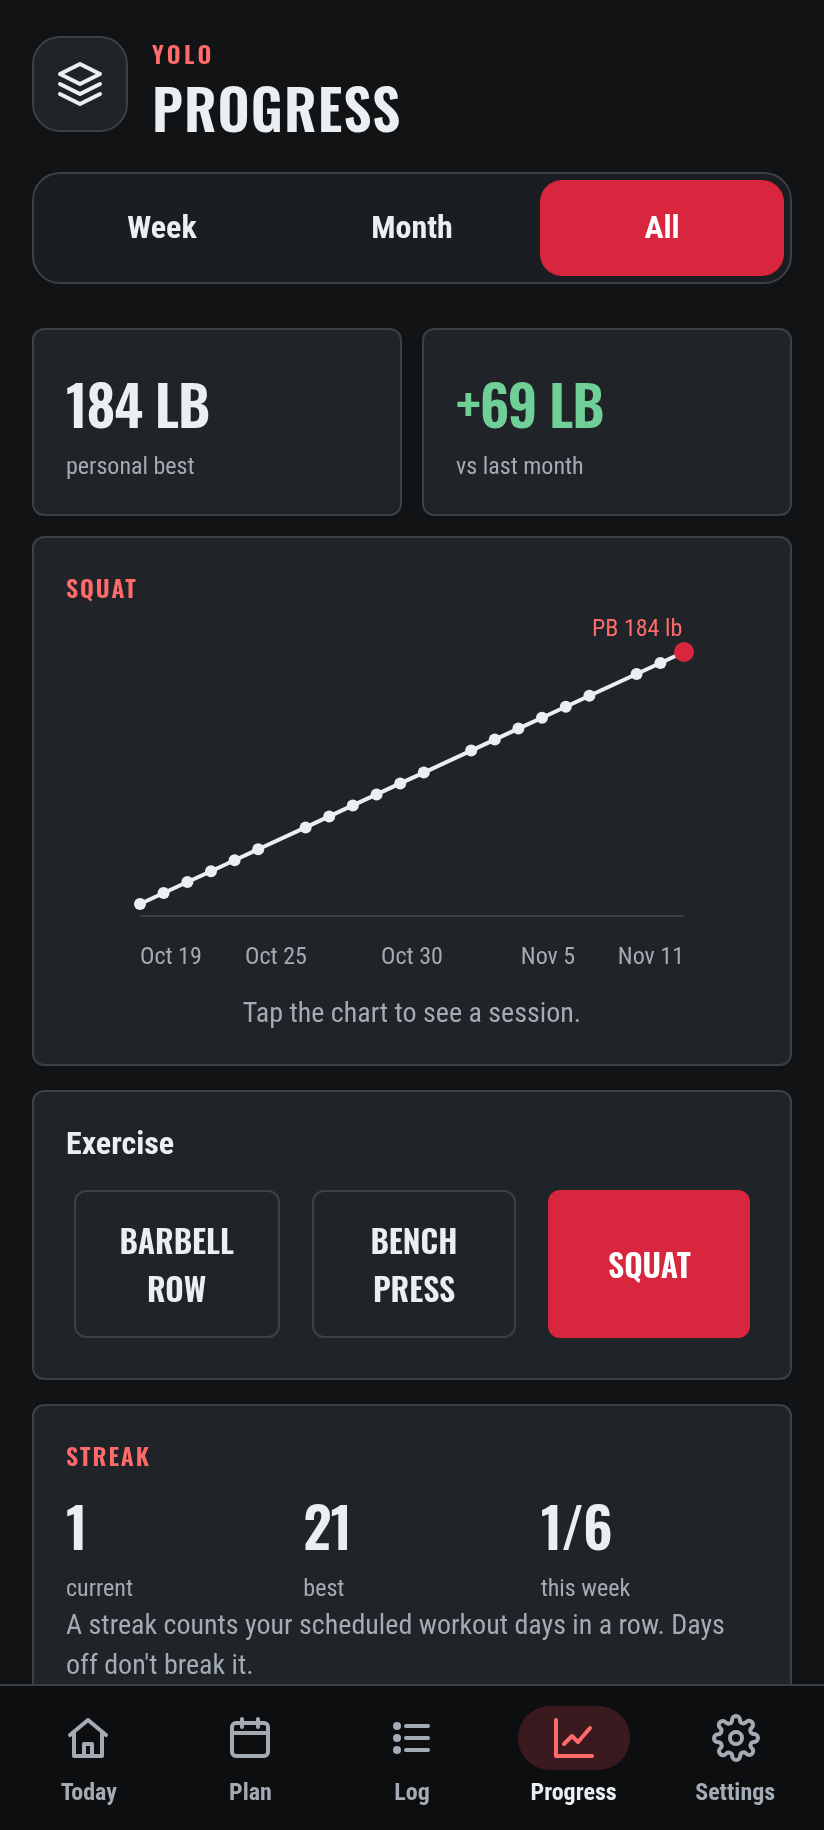 YOLO
PROGRESS
Week
Month
All
184 LB
personal best
+69 LB
vs last month
SQUAT
PB 184 lb
Oct 19
Oct 25
Oct 30
Nov 5
Nov 11
Tap the chart to see a session.
Exercise
BARBELL
ROW
BENCH
PRESS
SQUAT
STREAK
1
current
21
best
1/6
this week
A streak counts your scheduled workout days in a row. Days
off don't break it.
Today
Plan
Log
Progress
Settings